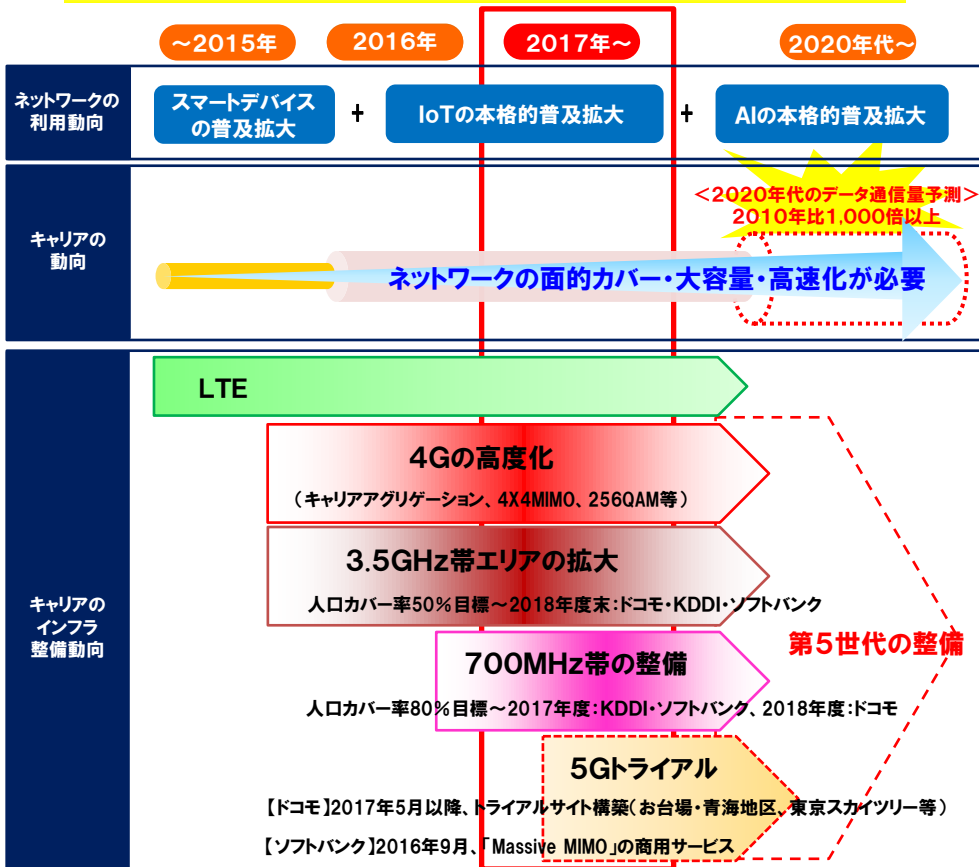 ~2015年
2016年
2017年~
2020年代~
ネットワークの
利用動向
スマートデバイス
の普及拡大
+
IoTの本格的普及拡大
+
AIの本格的普及拡大
キャリアの
動向
<2020年代のデータ通信量予測>
2010年比1,000倍以上
ネットワークの面的カバー・大容量・高速化が必要
キャリアの
インフラ
整備動向
LTE
4Gの高度化
(キャリアアグリゲーション、4X4MIMO、256QAM等)
3.5GHz帯エリアの拡大
人口カバー率50%目標~2018年度末:ドコモ・KDDI・ソフトバンク
700MHz帯の整備
人口カバー率80%目標~2017年度:KDDI・ソフトバンク、2018年度:ドコモ
第5世代の整備
5Gトライアル
【ドコモ】2017年5月以降、トライアルサイト構築(お台場・青海地区、東京スカイツリー等)
【ソフトバンク】2016年9月、「Massive MIMO」の商用サービス